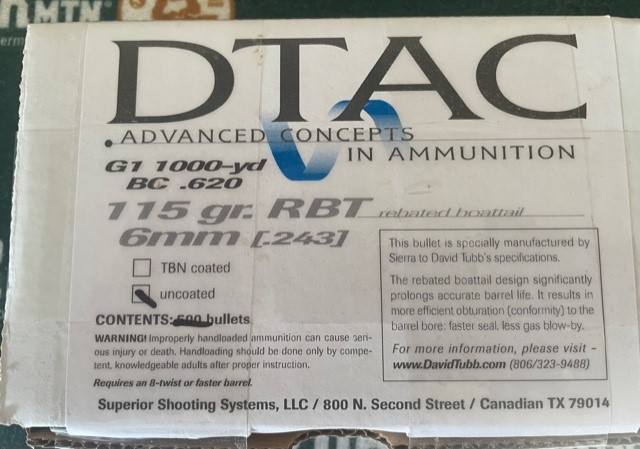 MTN™
DTAC
ADVANCED CONCEPTS
IN AMMUNITION
G1 1000-yd
BC .620
115 gr. RBT rebated boattail
6mm [.243]
TBN coated
uncoated
CONTENTS: 500 bullets
WARNING! Improperly handloaded ammunition can cause seri-
ous injury or death. Handloading should be done only by compe-
tent, knowledgeable adults after proper instruction.
Requires an 8-twist or faster barrel.
This bullet is specially manufactured by
Sierra to David Tubb's specifications.
The rebated boattail design significantly
prolongs accurate barrel life. It results in
more efficient obturation (conformity) to the
barrel bore: faster seal, less gas blow-by.
For more information, please visit -
www.DavidTubb.com (806/323-9488)
Superior Shooting Systems, LLC / 800 N. Second Street / Canadian TX 79014